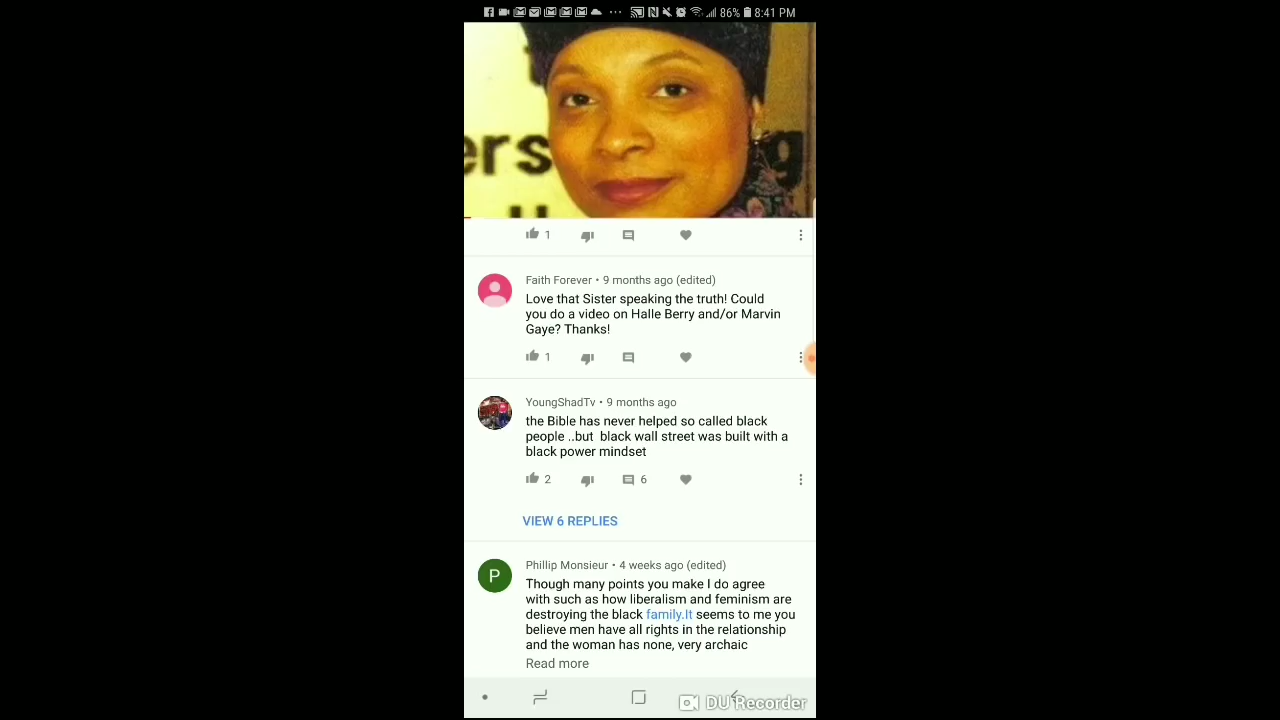 86% 8:41 PM
ers
g
1
Faith Forever • 9 months ago (edited)
Love that Sister speaking the truth! Could
you do a video on Halle Berry and/or Marvin
Gaye? Thanks!
1
YoungShadTv • 9 months ago
the Bible has never helped so called black
people ..but black wall street was built with a
black power mindset
2 6
VIEW 6 REPLIES
P
Phillip Monsieur • 4 weeks ago (edited)
Though many points you make I do agree
with such as how liberalism and feminism are
destroying the black family.It seems to me you
believe men have all rights in the relationship
and the woman has none, very archaic
Read more
DU Recorder